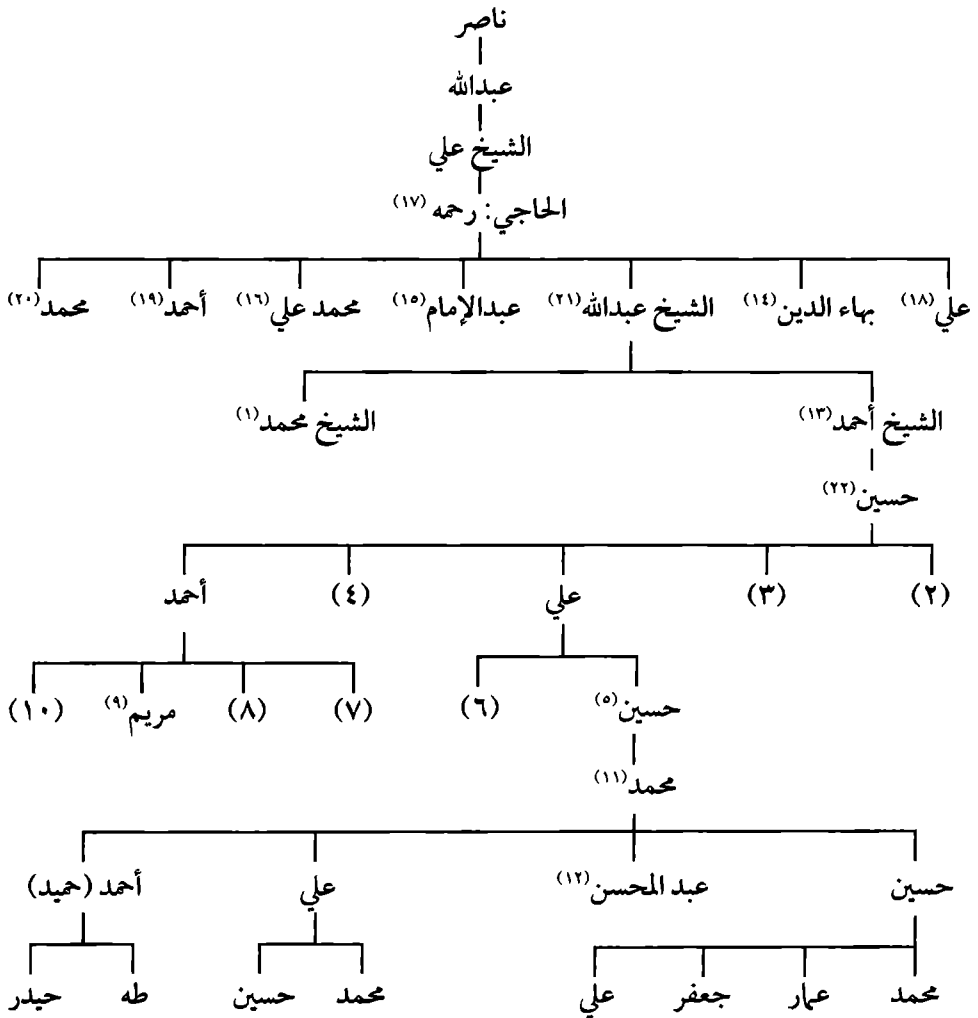 ناصر
عبدالله
الشيخ علي
الحاجي: رحمه (١٧)
علي (١٨) بهاء الدين (١٤) الشيخ عبدالله (٢١) عبدالإمام (١٥) محمد علي (١٦) أحمد (١٩) محمد (٢٠)
الشيخ أحمد (١٣) الشيخ محمد (١)
حسين (٢٢)
(٢) (٣) علي (٤) أحمد
حسين (٥) (٦) (٧) (٨) مريم (٩) (١٠)
محمد (١١)
حسين عبد المحسن (١٢) علي أحمد (حميد)
محمد عمار جعفر علي محمد حسين طه حيدر